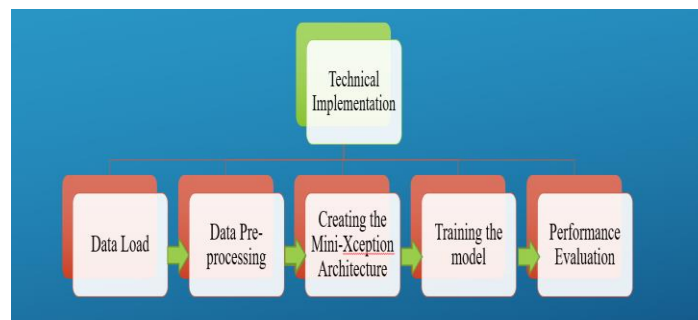 Technical
Implementation
Data Load
Data Pre-
processing
Creating the
Mini-Xception
Architecture
Training the
model
Performance
Evaluation